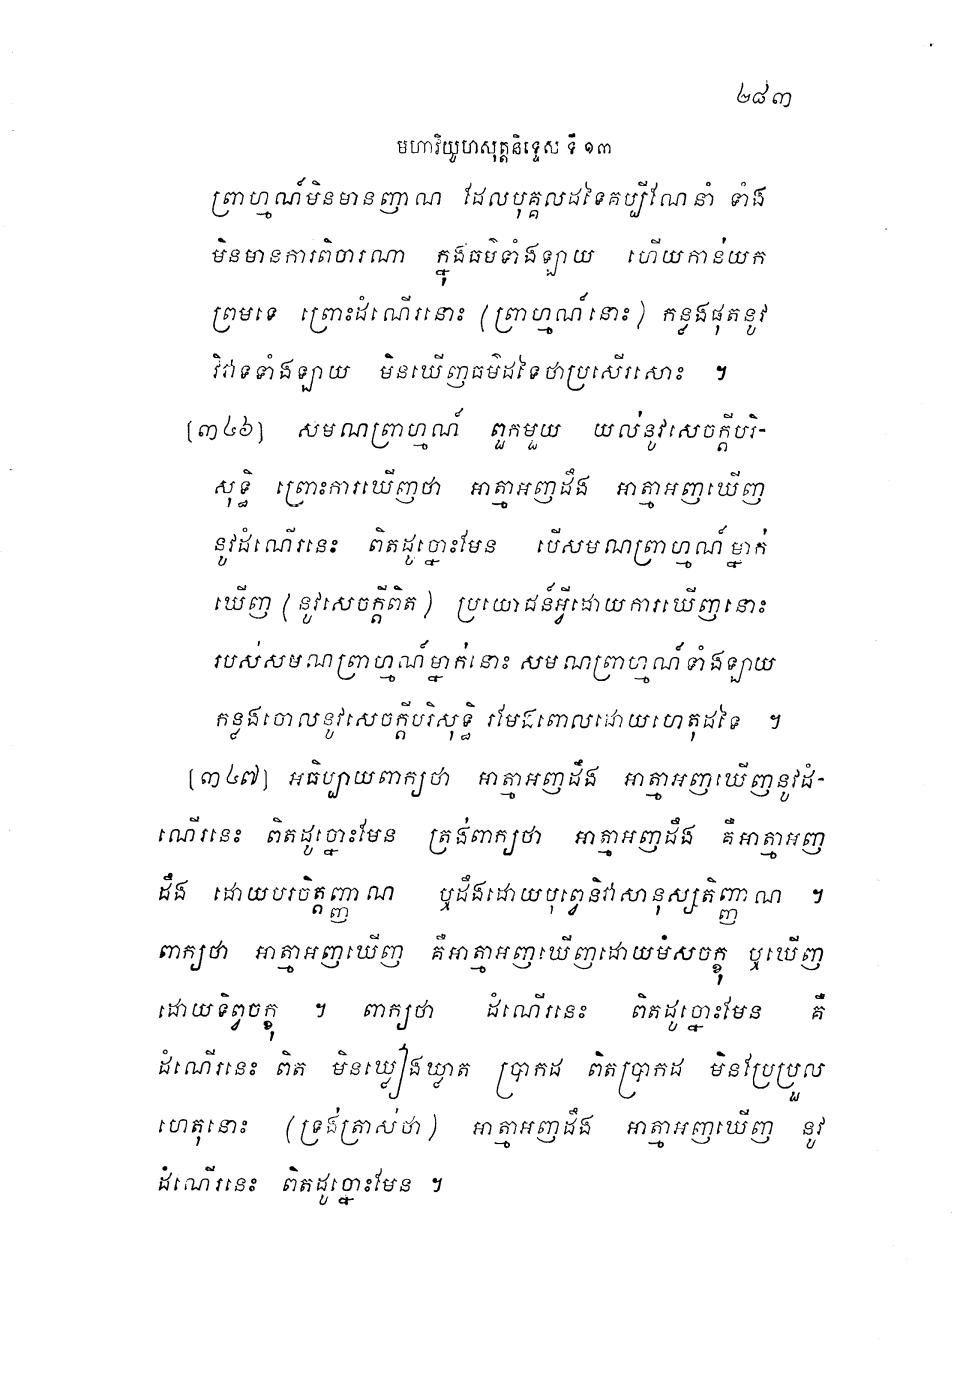 ២៨៣
មហាវិយូហសុត្តនិទ្ទេស ទី ១៣
ព្រាហ្មណ៍មិនមានញាណ ដែលបុគ្គលដទៃគប្បីណែនាំ ទាំង
មិនមានការពិចារណា ក្នុងធម៌ទាំងឡាយ ហើយកាន់យក
ព្រមទេ ព្រោះដំណើរនោះ (ព្រាហ្មណ៍នោះ) កន្លងផុតនូវ
វិវាទទាំងឡាយ មិនឃើញធម៌ដទៃថាប្រសើរសោះ ។
[៣៤៦] សមណព្រាហ្មណ៍ ពួកមួយ យល់នូវសេចក្តីបរិ-
សុទ្ធិ ព្រោះការឃើញថា អាត្មាអញដឹង អាត្មាអញឃើញ
នូវដំណើរនេះ ពិតដូច្នោះមែន បើសមណព្រាហ្មណ៍ម្នាក់
ឃើញ (នូវសេចក្តីពិត) ប្រយោជន៍អ្វីដោយការឃើញនោះ
របស់សមណព្រាហ្មណ៍ម្នាក់នោះ សមណព្រាហ្មណ៍ទាំងឡាយ
កន្លងចោលនូវសេចក្តីបរិសុទ្ធិ រមែងពោលដោយហេតុដទៃ ។
[៣៤៧] អធិប្បាយពាក្យថា អាត្មាអញដឹង អាត្មាអញឃើញនូវដំ-
ណើរនេះ ពិតដូច្នោះមែន ត្រង់ពាក្យថា អាត្មាអញដឹង គឺអាត្មាអញ
ដឹង ដោយបរចិត្តញ្ញាណ ឬដឹងដោយបុព្វេនិវាសានុស្សតិញ្ញាណ ។
ពាក្យថា អាត្មាអញឃើញ គឺអាត្មាអញឃើញដោយមំសចក្ខុ ឬឃើញ
ដោយទិព្វចក្ខុ ។ ពាក្យថា ដំណើរនេះ ពិតដូច្នោះមែន គឺ
ដំណើរនេះ ពិត មិនឃ្លៀងឃ្លាត ប្រាកដ ពិតប្រាកដ មិនប្រែប្រួល
ហេតុនោះ (ទ្រង់ត្រាស់ថា) អាត្មាអញដឹង អាត្មាអញឃើញ នូវ
ដំណើរនេះ ពិតដូច្នោះមែន ។